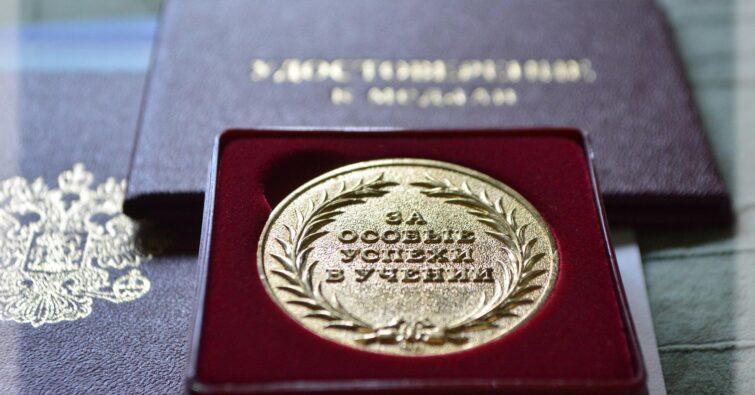 УДОСТОВЕРЕНИЕ
К МЕДАЛИ
ЗА
ОСОБЫЕ
УСПЕХИ
В УЧЕНИИ